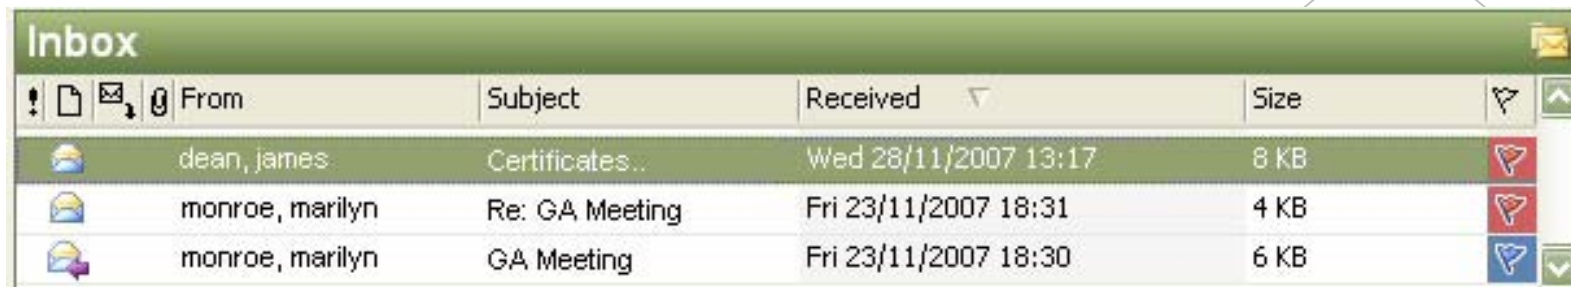 Inbox
! From Subject Received Size
dean, james Certificates.. Wed 28/11/2007 13:17 8 KB
monroe, marilyn Re: GA Meeting Fri 23/11/2007 18:31 4 KB
monroe, marilyn GA Meeting Fri 23/11/2007 18:30 6 KB